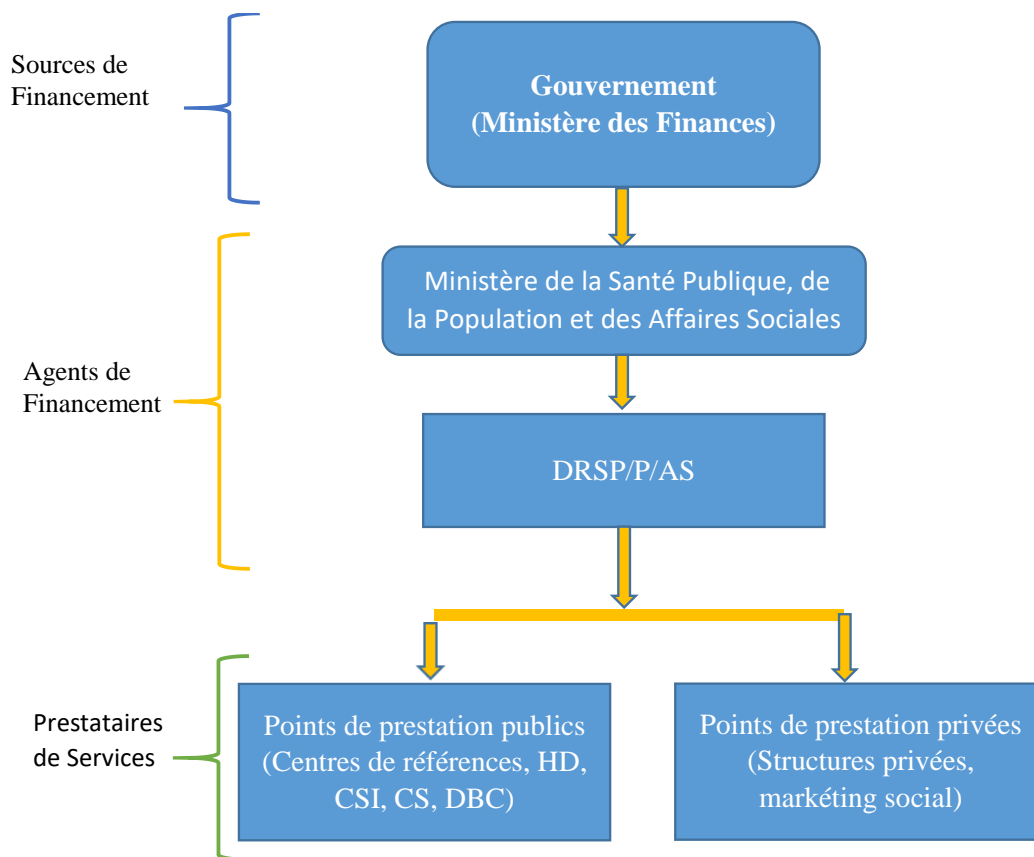 Sources de
Financement
Gouvernement
(Ministère des Finances)
Ministère de la Santé Publique, de
la Population et des Affaires Sociales
Agents de
Financement
DRSP/P/AS
Prestataires
de Services
Points de prestation publics
(Centres de références, HD,
CSI, CS, DBC)
Points de prestation privées
(Structures privées,
markéting social)